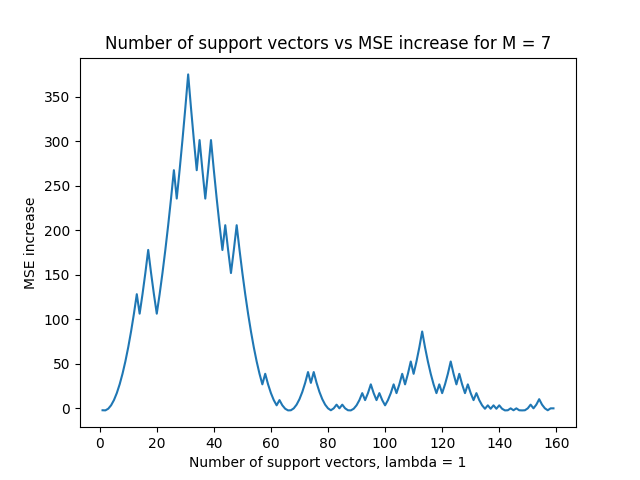 Number of support vectors vs MSE increase for M = 7
350
300
250
200
150
100
50
0
MSE increase
0 20 40 60 80 100 120 140 160
Number of support vectors, lambda = 1